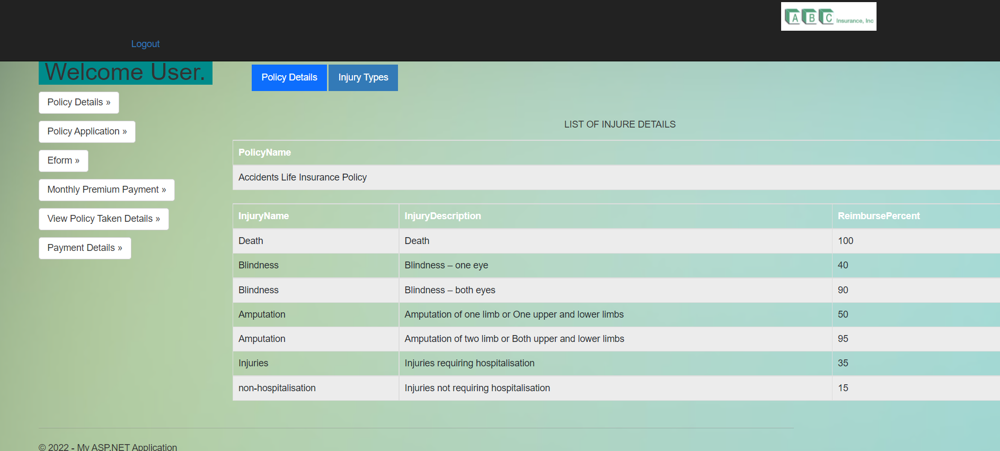 A B C Insurance, Inc
Logout
Welcome User.
Policy Details »
Policy Application »
Eform »
Monthly Premium Payment »
View Policy Taken Details »
Payment Details »
Policy Details Injury Types
LIST OF INJURE DETAILS
PolicyName
Accidents Life Insurance Policy
InjuryName InjuryDescription ReimbursePercent
Death Death 100
Blindness Blindness – one eye 40
Blindness Blindness – both eyes 90
Amputation Amputation of one limb or One upper and lower limbs 50
Amputation Amputation of two limb or Both upper and lower limbs 95
Injuries Injuries requiring hospitalisation 35
non-hospitalisation Injuries not requiring hospitalisation 15
© 2022 - My ASP.NET Application